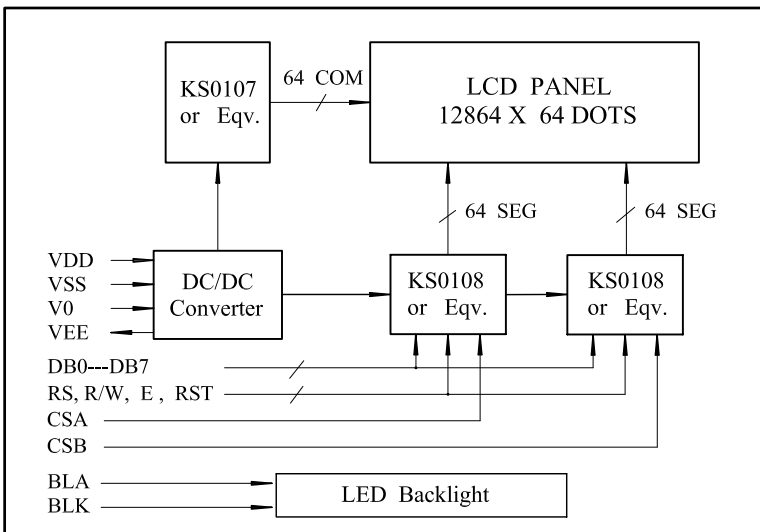 KS0107
or Eqv.
64 COM
LCD PANEL
12864 X 64 DOTS
64 SEG
64 SEG
VDD
VSS
V0
VEE
DC/DC
Converter
KS0108
or Eqv.
KS0108
or Eqv.
DB0---DB7
RS, R/W, E , RST
CSA
CSB
BLA
BLK
LED Backlight